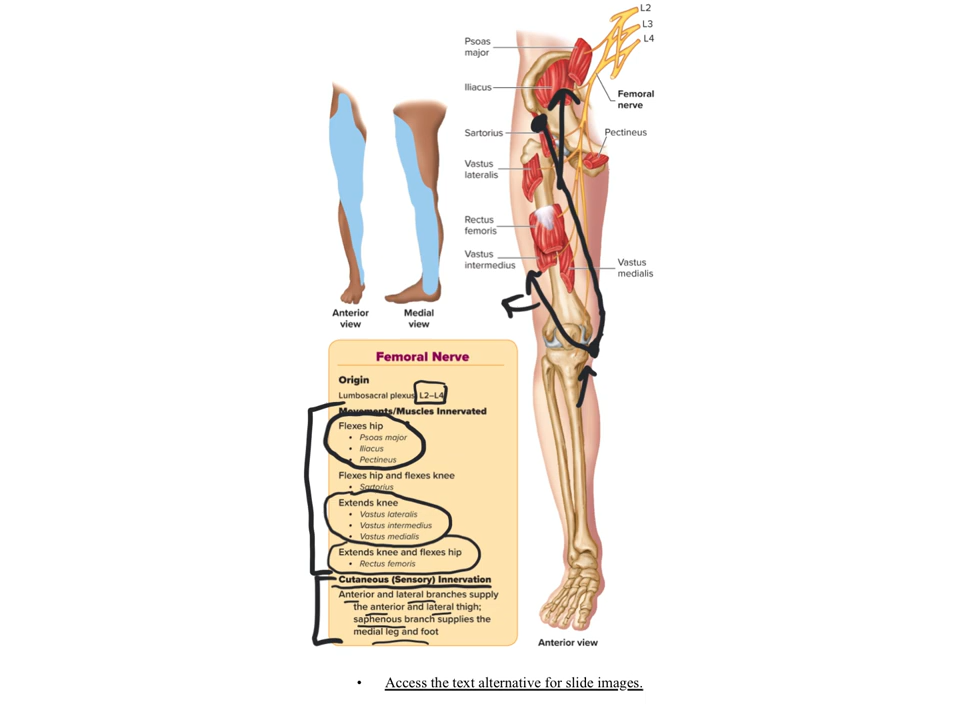 L2
L3
L4
Psoas
major
Iliacus
Femoral
nerve
Sartorius
Pectineus
Vastus
lateralis
Rectus
femoris
Vastus
intermedius
Vastus
medialis
Anterior
view
Medial
view
Femoral Nerve
Origin
Lumbosacral plexus L2–L4
Movements/Muscles Innervated
Flexes hip
• Psoas major
• Iliacus
• Pectineus
Flexes hip and flexes knee
• Sartorius
Extends knee
• Vastus lateralis
• Vastus intermedius
• Vastus medialis
Extends knee and flexes hip
• Rectus femoris
Cutaneous (Sensory) Innervation
Anterior and lateral branches supply
the anterior and lateral thigh;
saphenous branch supplies the
medial leg and foot
Anterior view
• Access the text alternative for slide images.